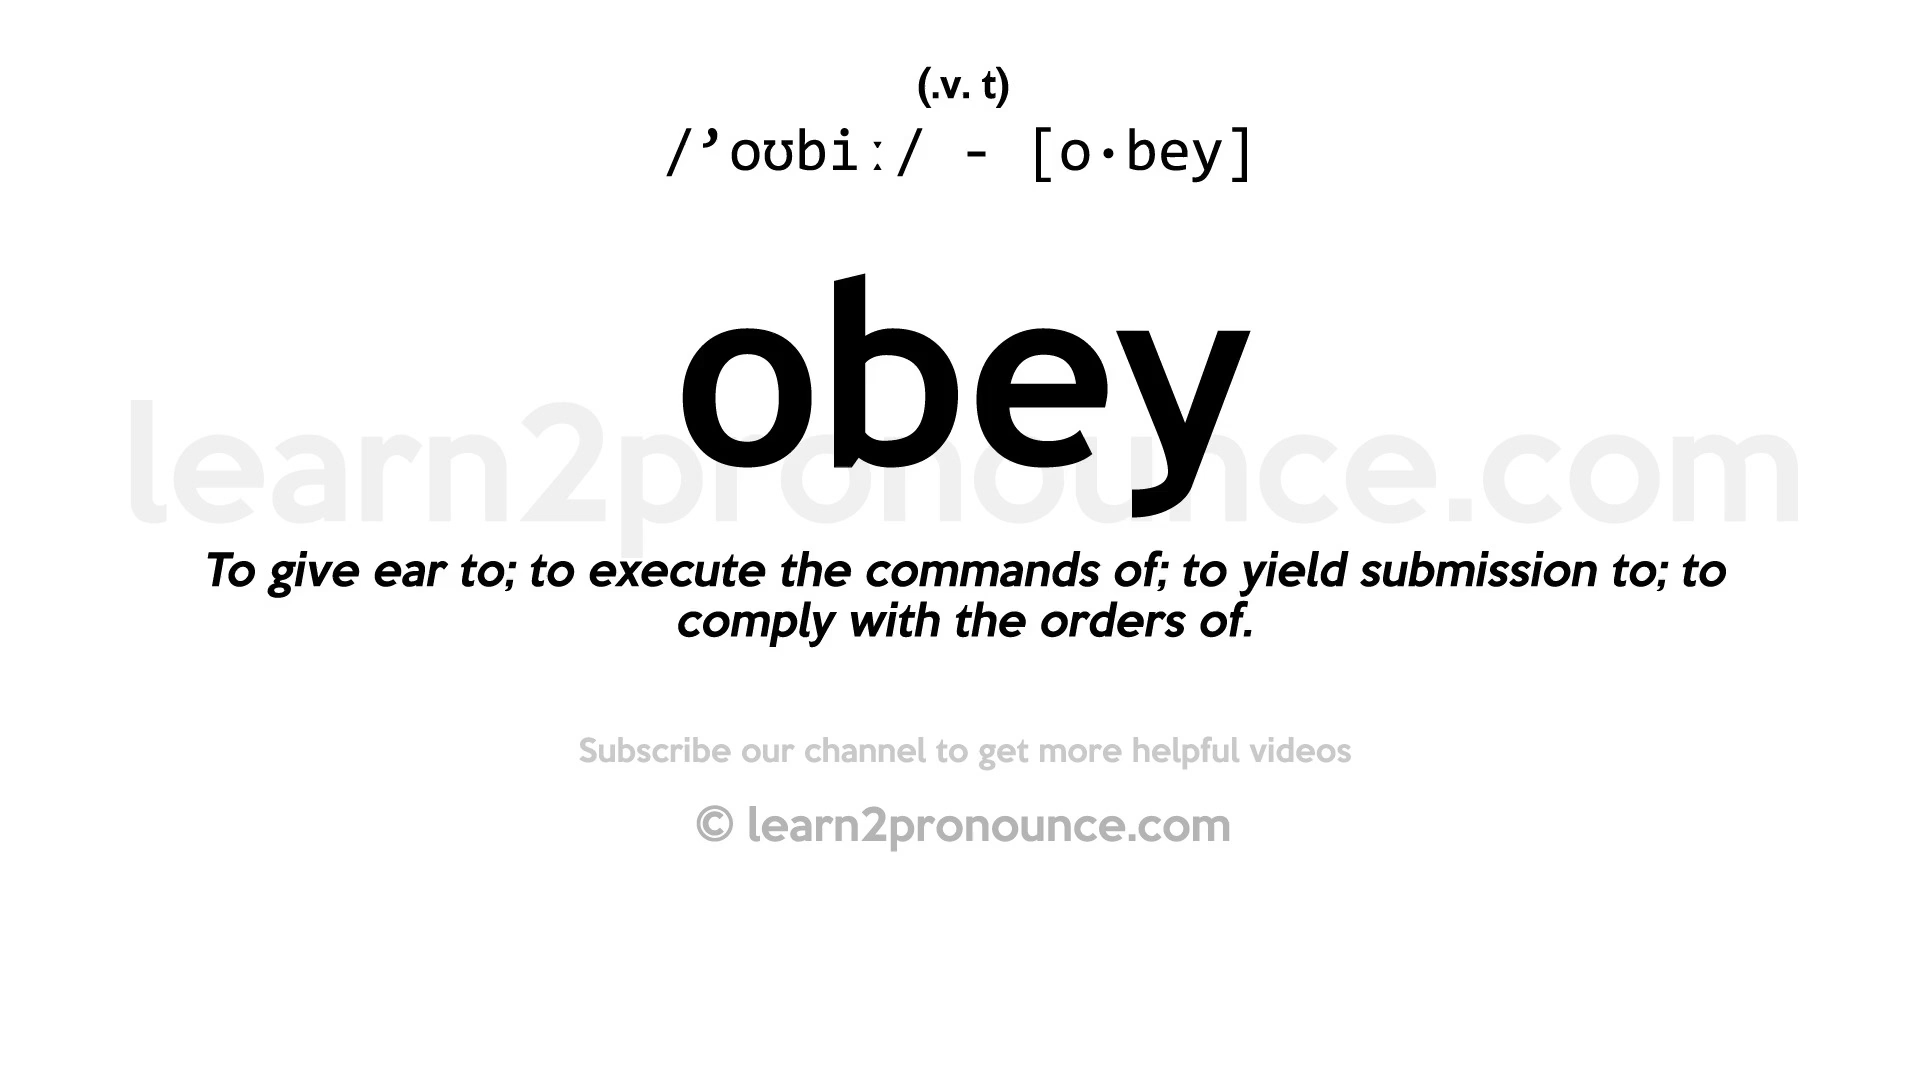 (.v. t)
/’oʊbiː/ - [o·bey]
obey
learn2pronounce.com
To give ear to; to execute the commands of; to yield submission to; to
comply with the orders of.
Subscribe our channel to get more helpful videos
© learn2pronounce.com